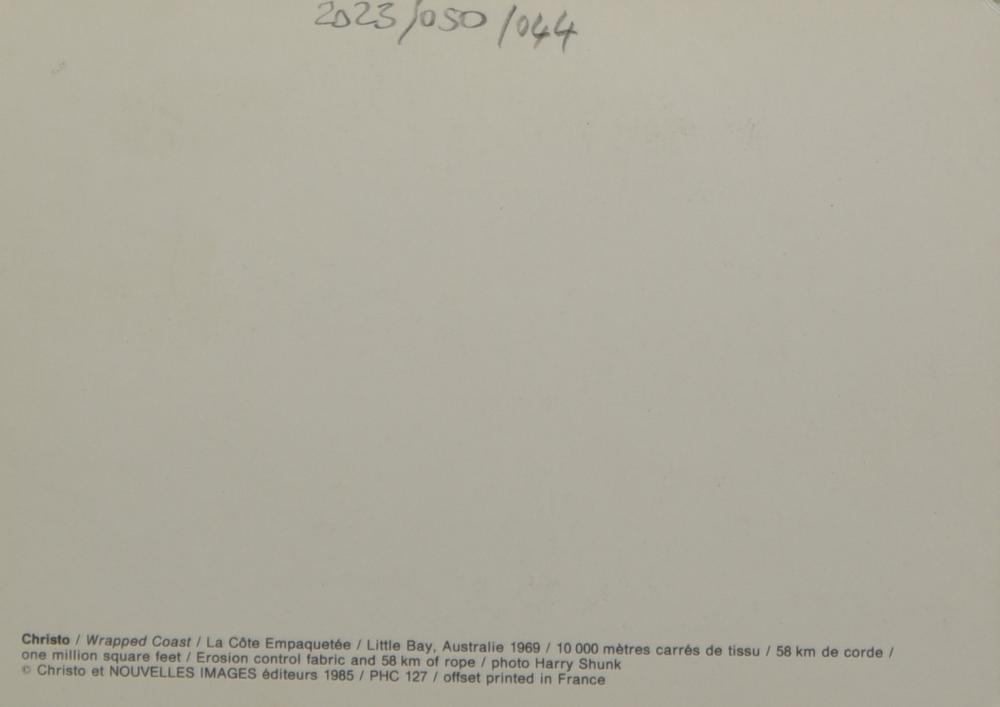 2023/050/044
Christo / Wrapped Coast / La Côte Empaquetée / Little Bay, Australie 1969 / 10 000 mètres carrés de tissu / 58 km de corde /
one million square feet / Erosion control fabric and 58 km of rope / photo Harry Shunk
© Christo et NOUVELLES IMAGES éditeurs 1985 / PHC 127 / offset printed in France